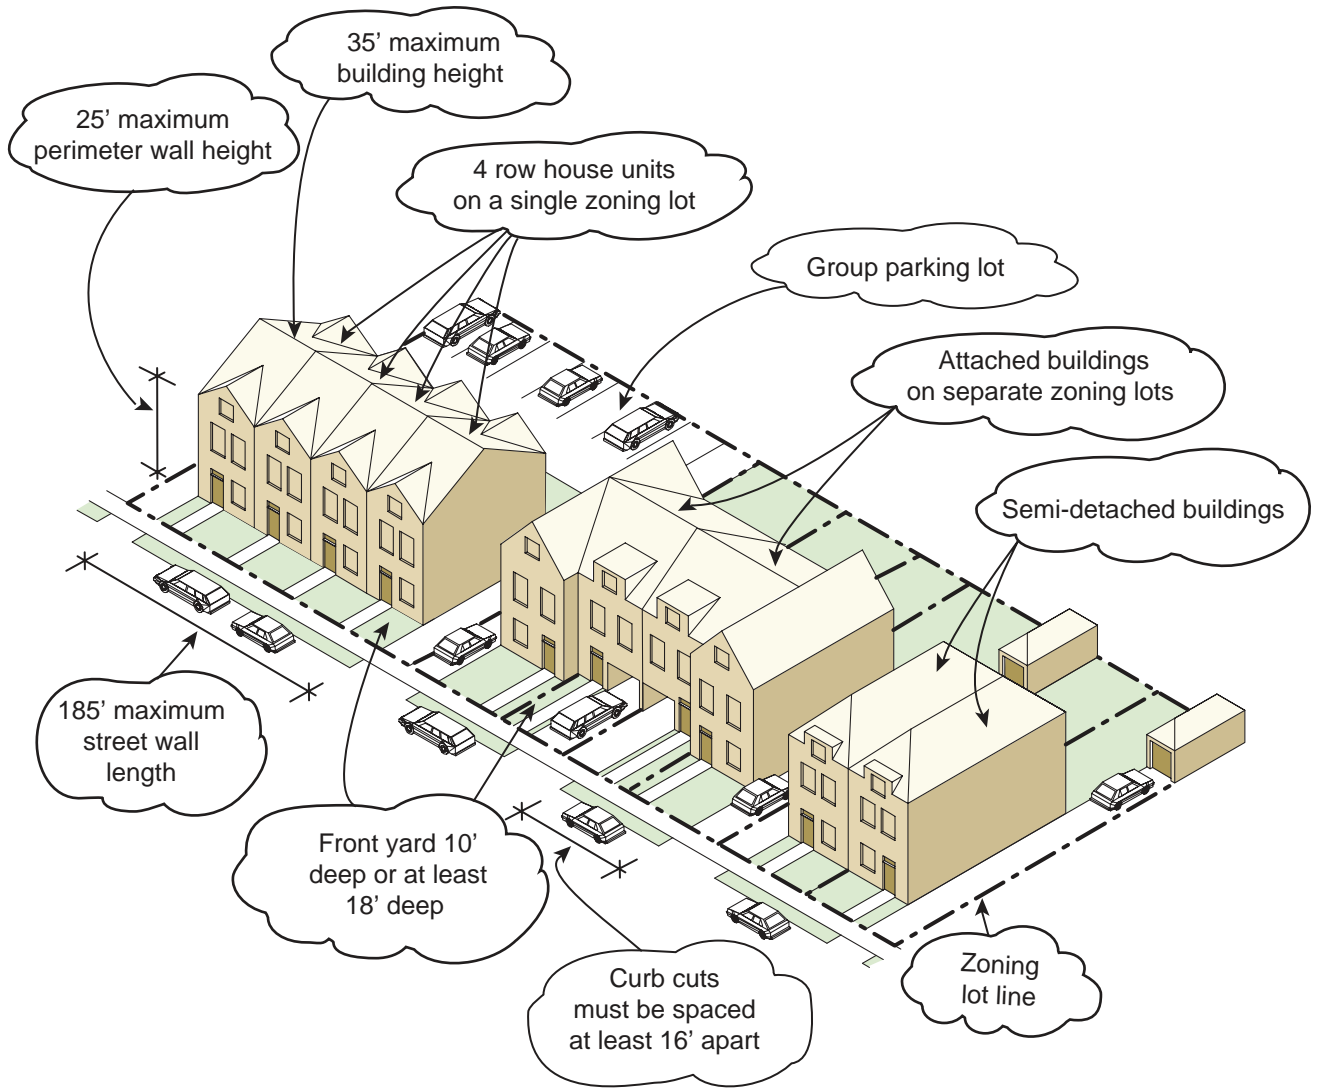 35’ maximum
building height
25’ maximum
perimeter wall height
4 row house units
on a single zoning lot
Group parking lot
Attached buildings
on separate zoning lots
Semi-detached buildings
185’ maximum
street wall
length
Front yard 10’
deep or at least
18’ deep
Curb cuts
must be spaced
at least 16’ apart
Zoning
lot line